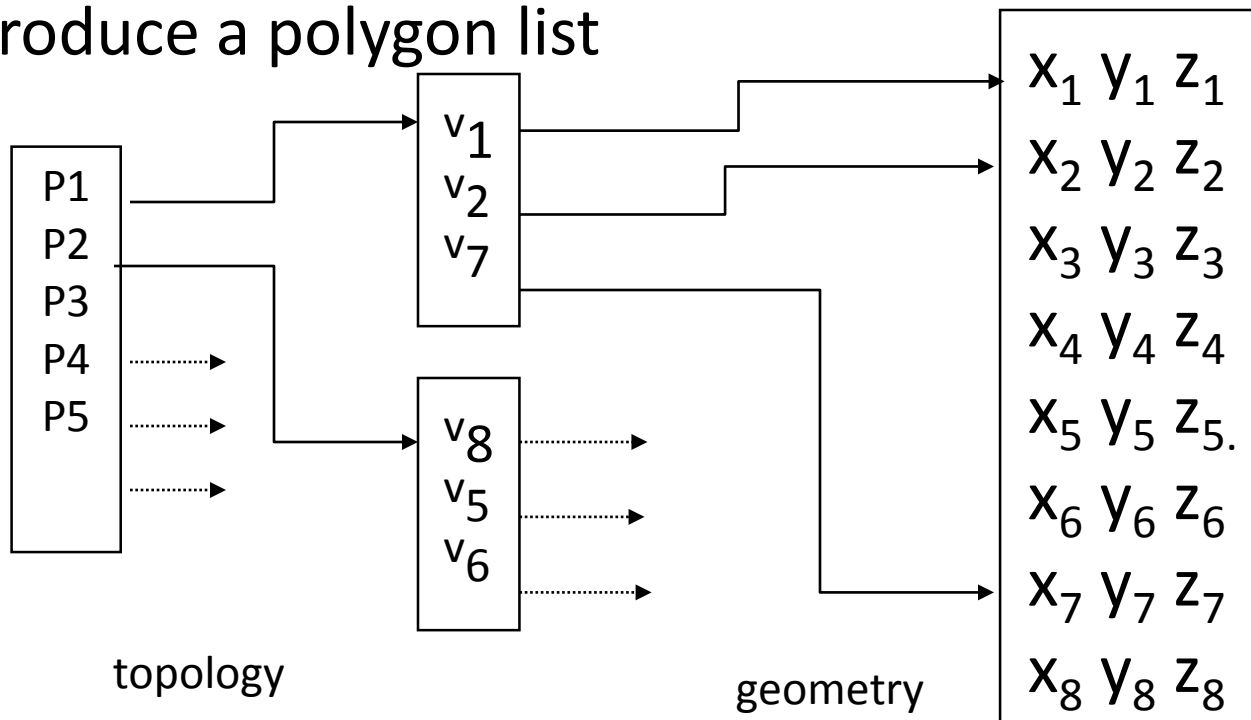 roduce a polygon list
P1
P2
P3
P4
P5
v1
v2
v7
v8
v5
v6
x1 y1 z1
x2 y2 z2
x3 y3 z3
x4 y4 z4
x5 y5 z5.
x6 y6 z6
x7 y7 z7
x8 y8 z8
topology
geometry